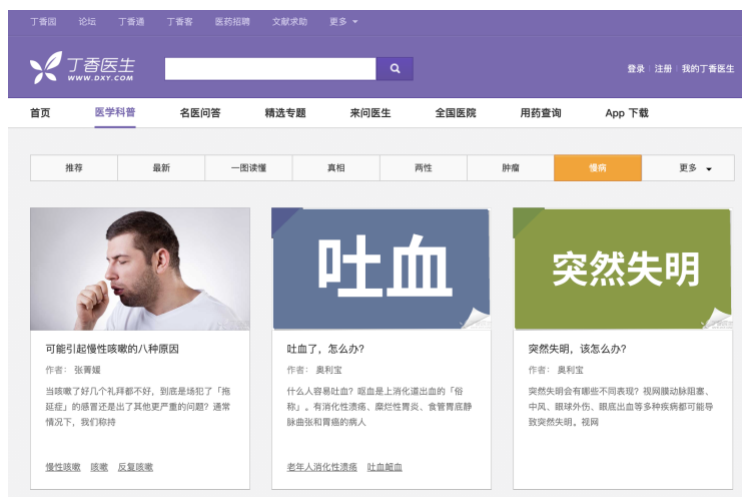 丁香园 论坛 丁香通 丁香客 医药招聘 文献求助 更多
丁香医生
WWW.DXY.COM
登录 注册 我的丁香医生
首页 医学科普 名医问答 精选专题 来问医生 全国医院 用药查询 App 下载
推荐 最新 一图读懂 真相 两性 肿瘤 慢病 更多
吐血
突然失明
可能引起慢性咳嗽的八种原因
作者： 张菁媛
当咳嗽了好几个礼拜都不好，到底是场犯了「拖
延症」的感冒还是出了其他更严重的问题？通常
情况下，我们称持
慢性咳嗽 咳嗽 反复咳嗽
吐血了，怎么办？
作者： 奥利宝
什么人容易吐血？呕血是上消化道出血的「俗
称」。有消化性溃疡、糜烂性胃炎、食管胃底静
脉曲张和胃癌的病人
老年人消化性溃疡 吐血衄血
突然失明，该怎么办？
作者： 奥利宝
突然失明会有哪些不同表现？视网膜动脉阻塞、
中风、眼球外伤、眼底出血等多种疾病都可能导
致突然失明。视网